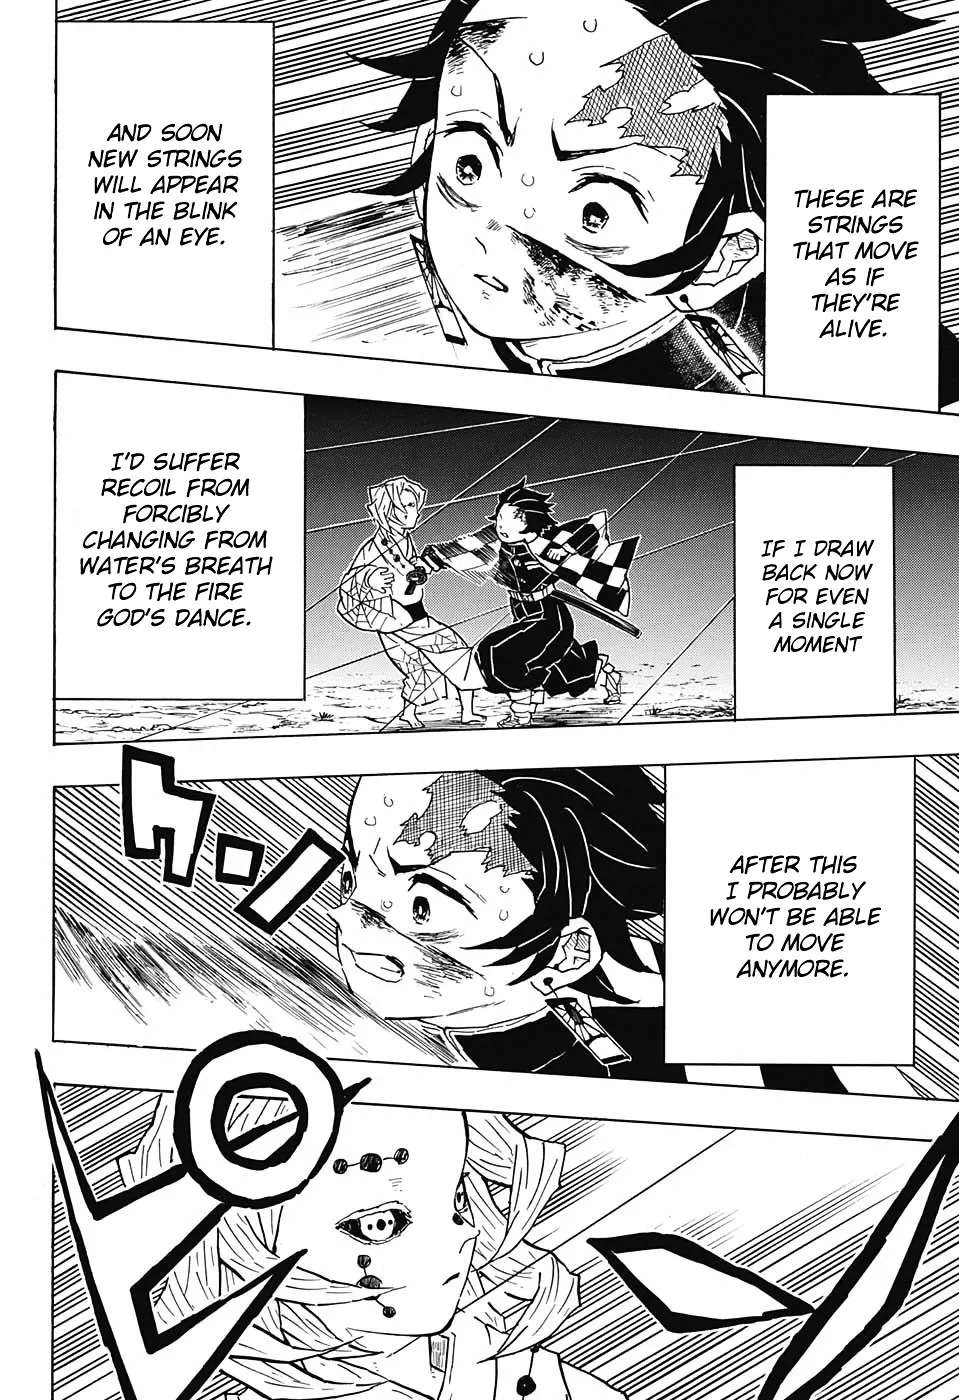 THESE ARE
STRINGS
THAT MOVE
AS IF
THEY'RE
ALIVE.
AND SOON
NEW STRINGS
WILL APPEAR
IN THE BLINK
OF AN EYE.
IF I DRAW
BACK NOW
FOR EVEN
A SINGLE
MOMENT
I'D SUFFER
RECOIL FROM
FORCIBLY
CHANGING FROM
WATER'S BREATH
TO THE FIRE
GOD'S DANCE.
AFTER THIS
I PROBABLY
WON'T BE ABLE
TO MOVE
ANYMORE.